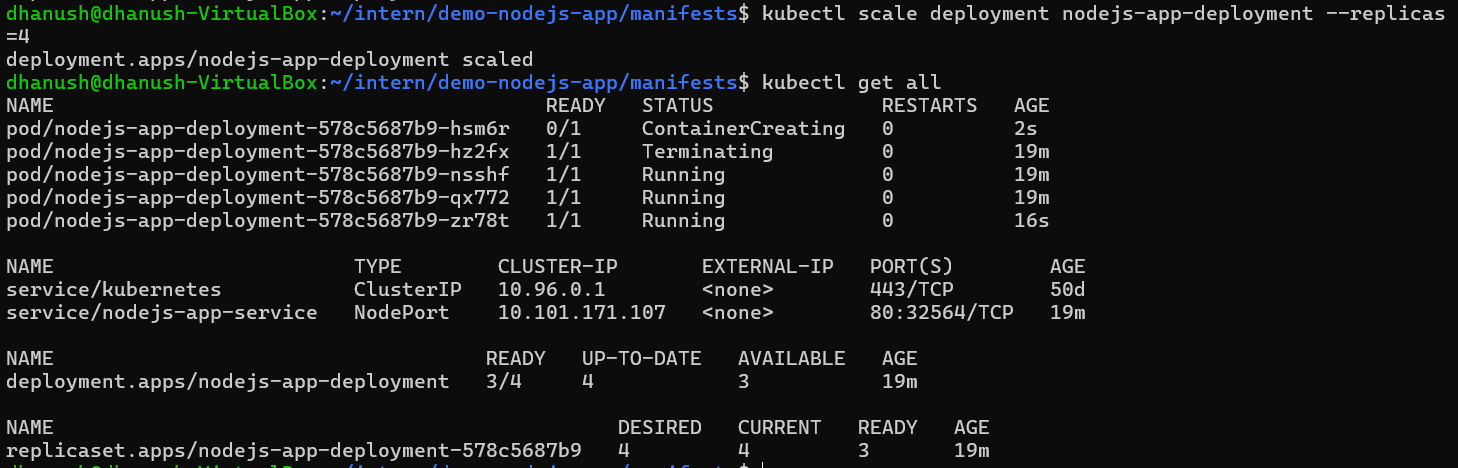 dhanush@dhanush-VirtualBox:~/intern/demo-nodejs-app/manifests$ kubectl scale deployment nodejs-app-deployment --replicas
=4
deployment.apps/nodejs-app-deployment scaled
dhanush@dhanush-VirtualBox:~/intern/demo-nodejs-app/manifests$ kubectl get all
NAME READY STATUS RESTARTS AGE
pod/nodejs-app-deployment-578c5687b9-hsm6r 0/1 ContainerCreating 0 2s
pod/nodejs-app-deployment-578c5687b9-hz2fx 1/1 Terminating 0 19m
pod/nodejs-app-deployment-578c5687b9-nsshf 1/1 Running 0 19m
pod/nodejs-app-deployment-578c5687b9-qx772 1/1 Running 0 19m
pod/nodejs-app-deployment-578c5687b9-zr78t 1/1 Running 0 16s
NAME TYPE CLUSTER-IP EXTERNAL-IP PORT(S) AGE
service/kubernetes ClusterIP 10.96.0.1 <none> 443/TCP 50d
service/nodejs-app-service NodePort 10.101.171.107 <none> 80:32564/TCP 19m
NAME READY UP-TO-DATE AVAILABLE AGE
deployment.apps/nodejs-app-deployment 3/4 4 3 19m
NAME DESIRED CURRENT READY AGE
replicaset.apps/nodejs-app-deployment-578c5687b9 4 4 3 19m